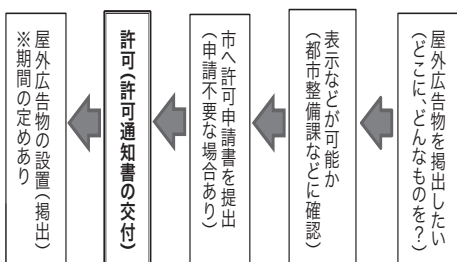 屋外広告物を掲出したい
(どこに、どんなものを?)
表示などが可能か
(都市整備課などに確認)
市へ許可申請書を提出
(申請不要な場合あり)
許可(許可通知書の交付)
屋外広告物の設置(掲出)
※期間の定めあり